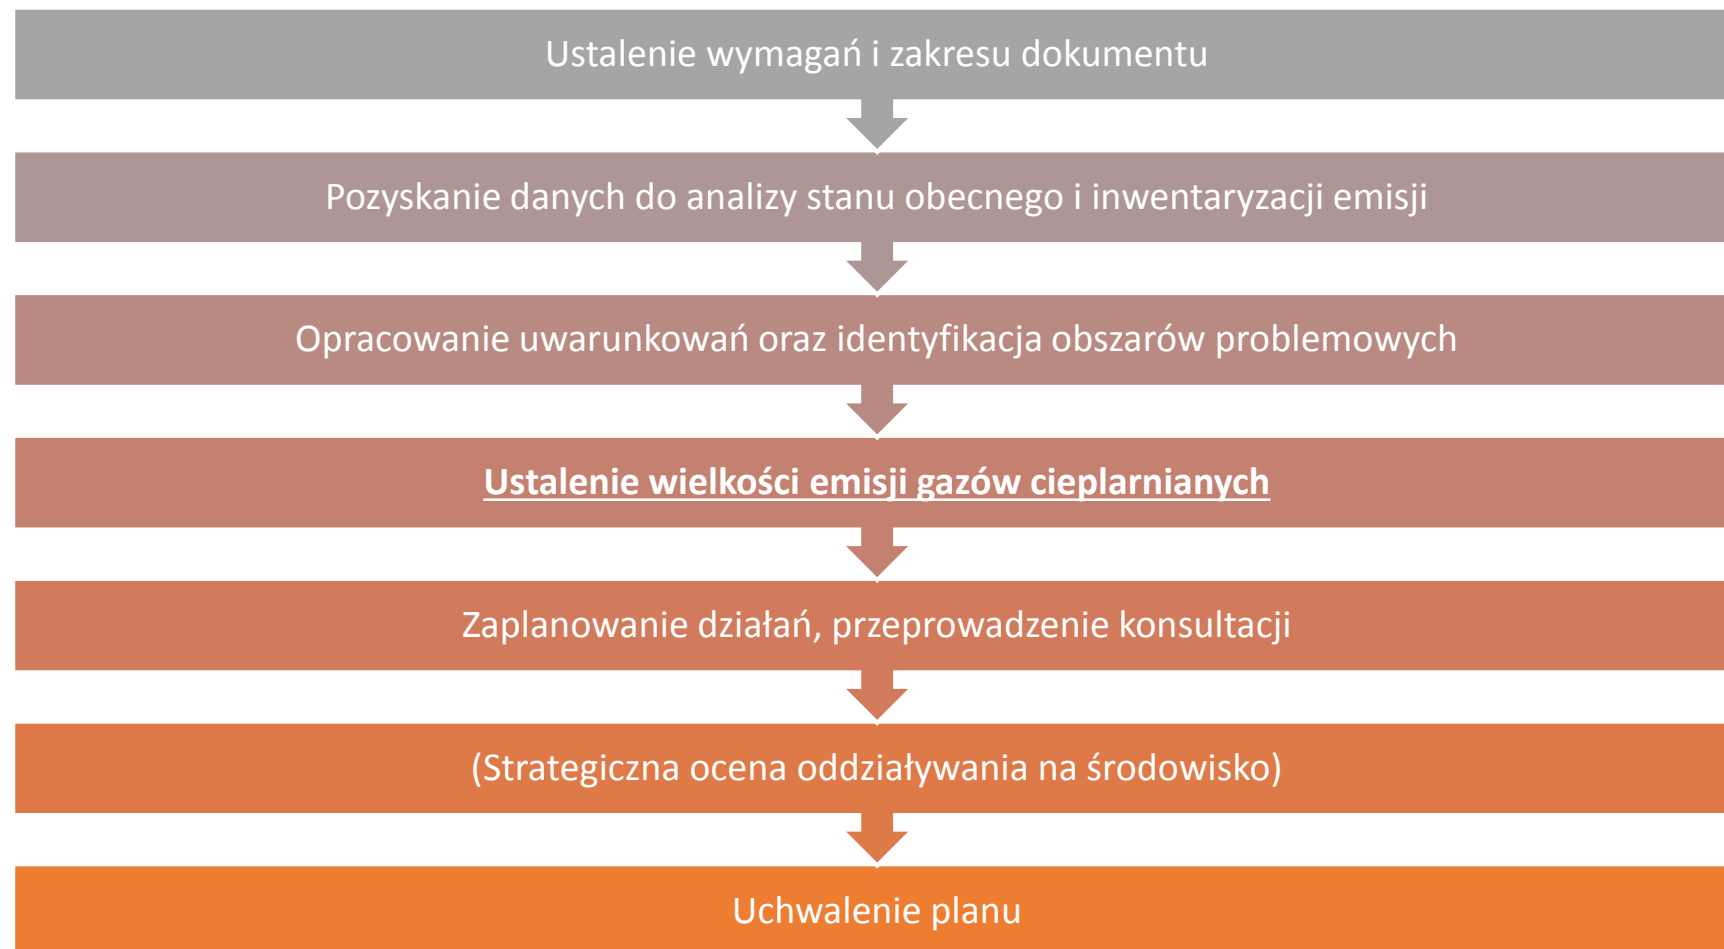 Ustalenie wymagań i zakresu dokumentu
Pozyskanie danych do analizy stanu obecnego i inwentaryzacji emisji
Opracowanie uwarunkowań oraz identyfikacja obszarów problemowych
Ustalenie wielkości emisji gazów cieplarnianych
Zaplanowanie działań, przeprowadzenie konsultacji
(Strategiczna ocena oddziaływania na środowisko)
Uchwalenie planu